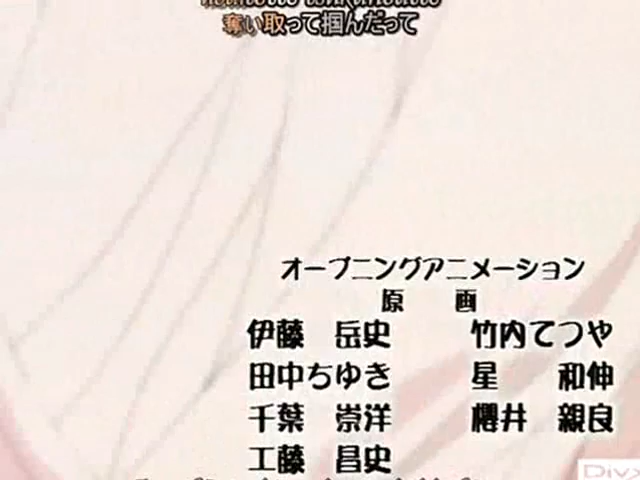 奪い取って掴んだって
オープニングアニメーション
原　画
伊藤　岳史　竹内てつや
田中ちゆき　星　和伸
千葉　崇洋　櫻井　親良
工藤　昌史
DivX